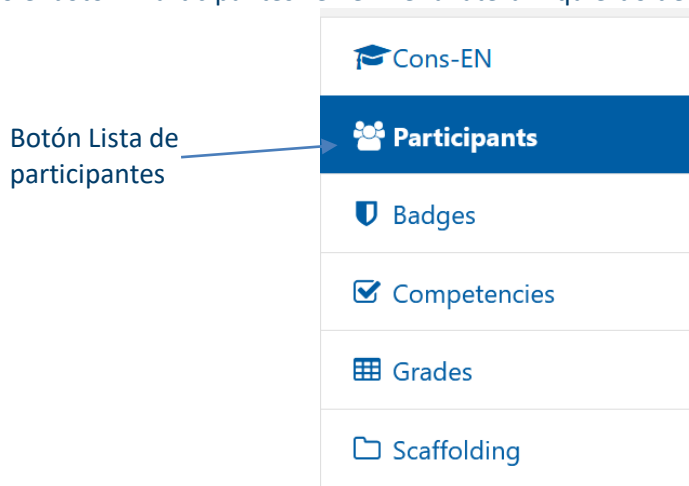 Cons-EN
Botón Lista de
participantes
Participants
Badges
Competencies
Grades
Scaffolding